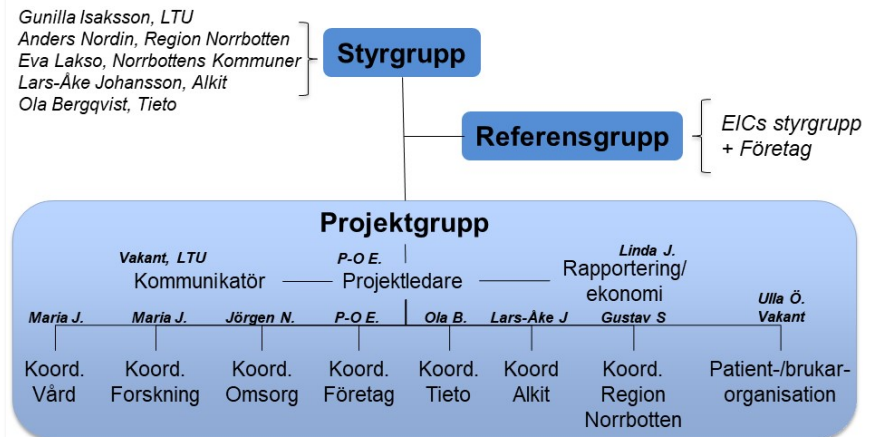 Gunilla Isaksson, LTU
Anders Nordin, Region Norrbotten
Eva Lakso, Norrbottens Kommuner
Lars-Åke Johansson, Alkit
Ola Bergqvist, Tieto
Styrgrupp
Referensgrupp
EICs styrgrupp
+ Företag
Projektgrupp
Vakant, LTU
Kommunikatör
P-O E.
Projektledare
Linda J.
Rapportering/
ekonomi
Maria J.
Koord.
Vård
Maria J.
Koord.
Forskning
Jörgen N.
Koord.
Omsorg
P-O E.
Koord.
Företag
Ola B.
Koord.
Tieto
Lars-Åke J
Koord
Alkit
Gustav S
Koord.
Region
Norrbotten
Ulla Ö.
Vakant
Patient-/brukar-
organisation